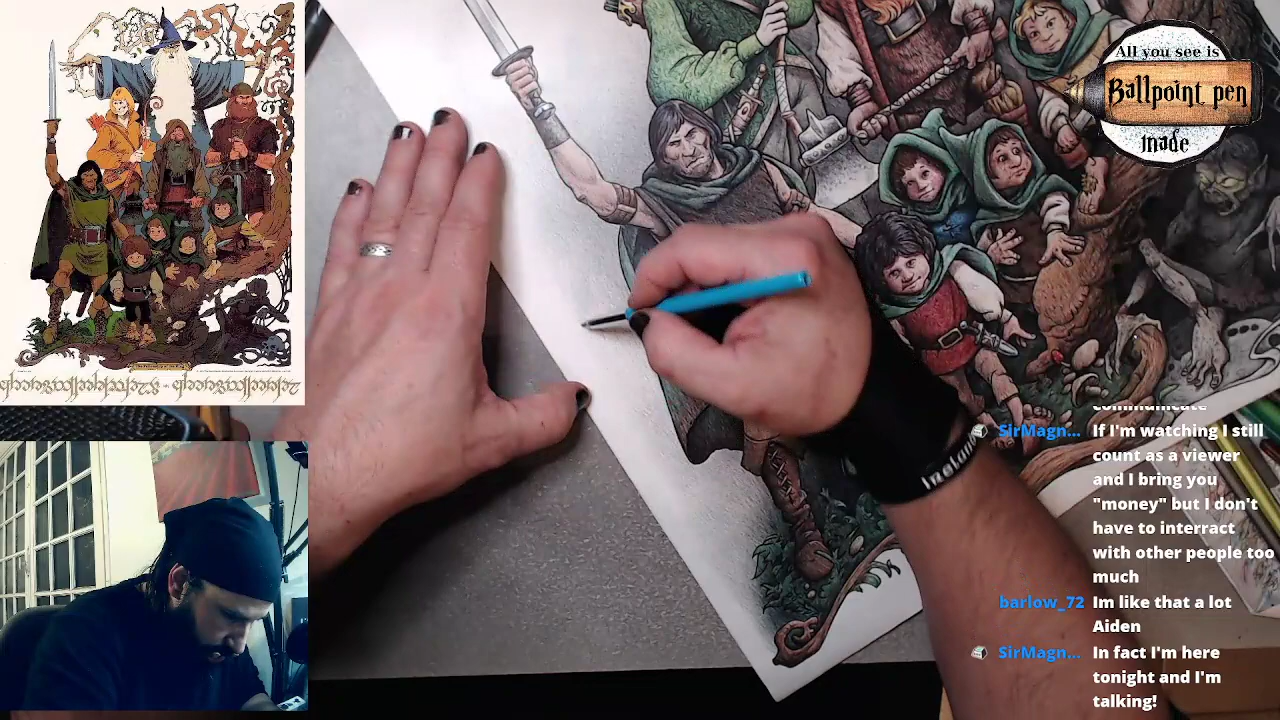 All you see is
Ballpoint pen
made
communicate
SirMagn... If I'm watching I still
count as a viewer
and I bring you
"money" but I don't
have to interract
with other people too
much
barlow_72 Im like that a lot
Aiden
SirMagn... In fact I'm here
tonight and I'm
talking!
Ireland